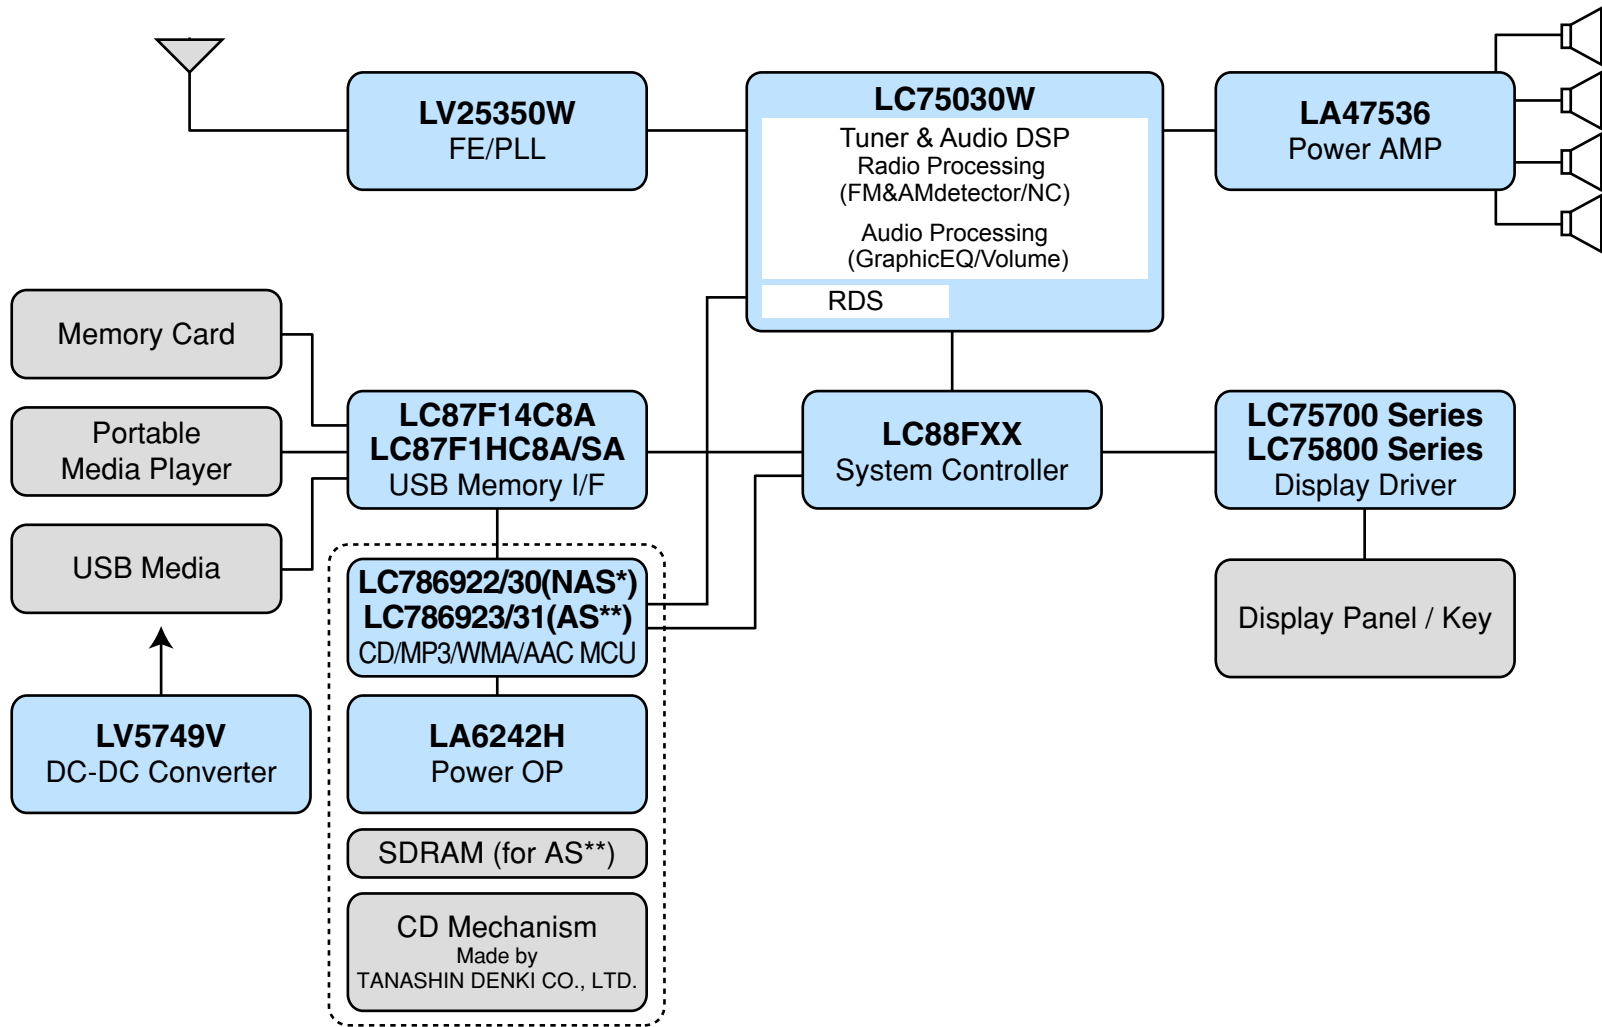 LV25350W
FE/PLL
LC75030W
Tuner & Audio DSP
Radio Processing
(FM&AMdetector/NC)
Audio Processing
(GraphicEQ/Volume)
RDS
LA47536
Power AMP
Memory Card
Portable
Media Player
USB Media
LC87F14C8A
LC87F1HC8A/SA
USB Memory I/F
LC88FXX
System Controller
LC75700 Series
LC75800 Series
Display Driver
Display Panel / Key
LC786922/30(NAS*)
LC786923/31(AS**)
CD/MP3/WMA/AAC MCU
LV5749V
DC-DC Converter
LA6242H
Power OP
SDRAM (for AS**)
CD Mechanism
Made by
TANASHIN DENKI CO., LTD.